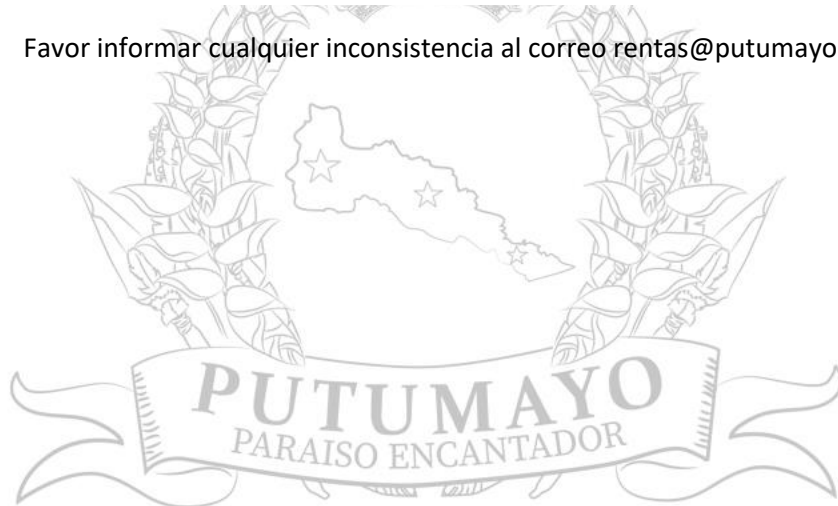 Favor informar cualquier inconsistencia al correo rentas@putumayo
PUTUMAYO
PARAISO ENCANTADOR